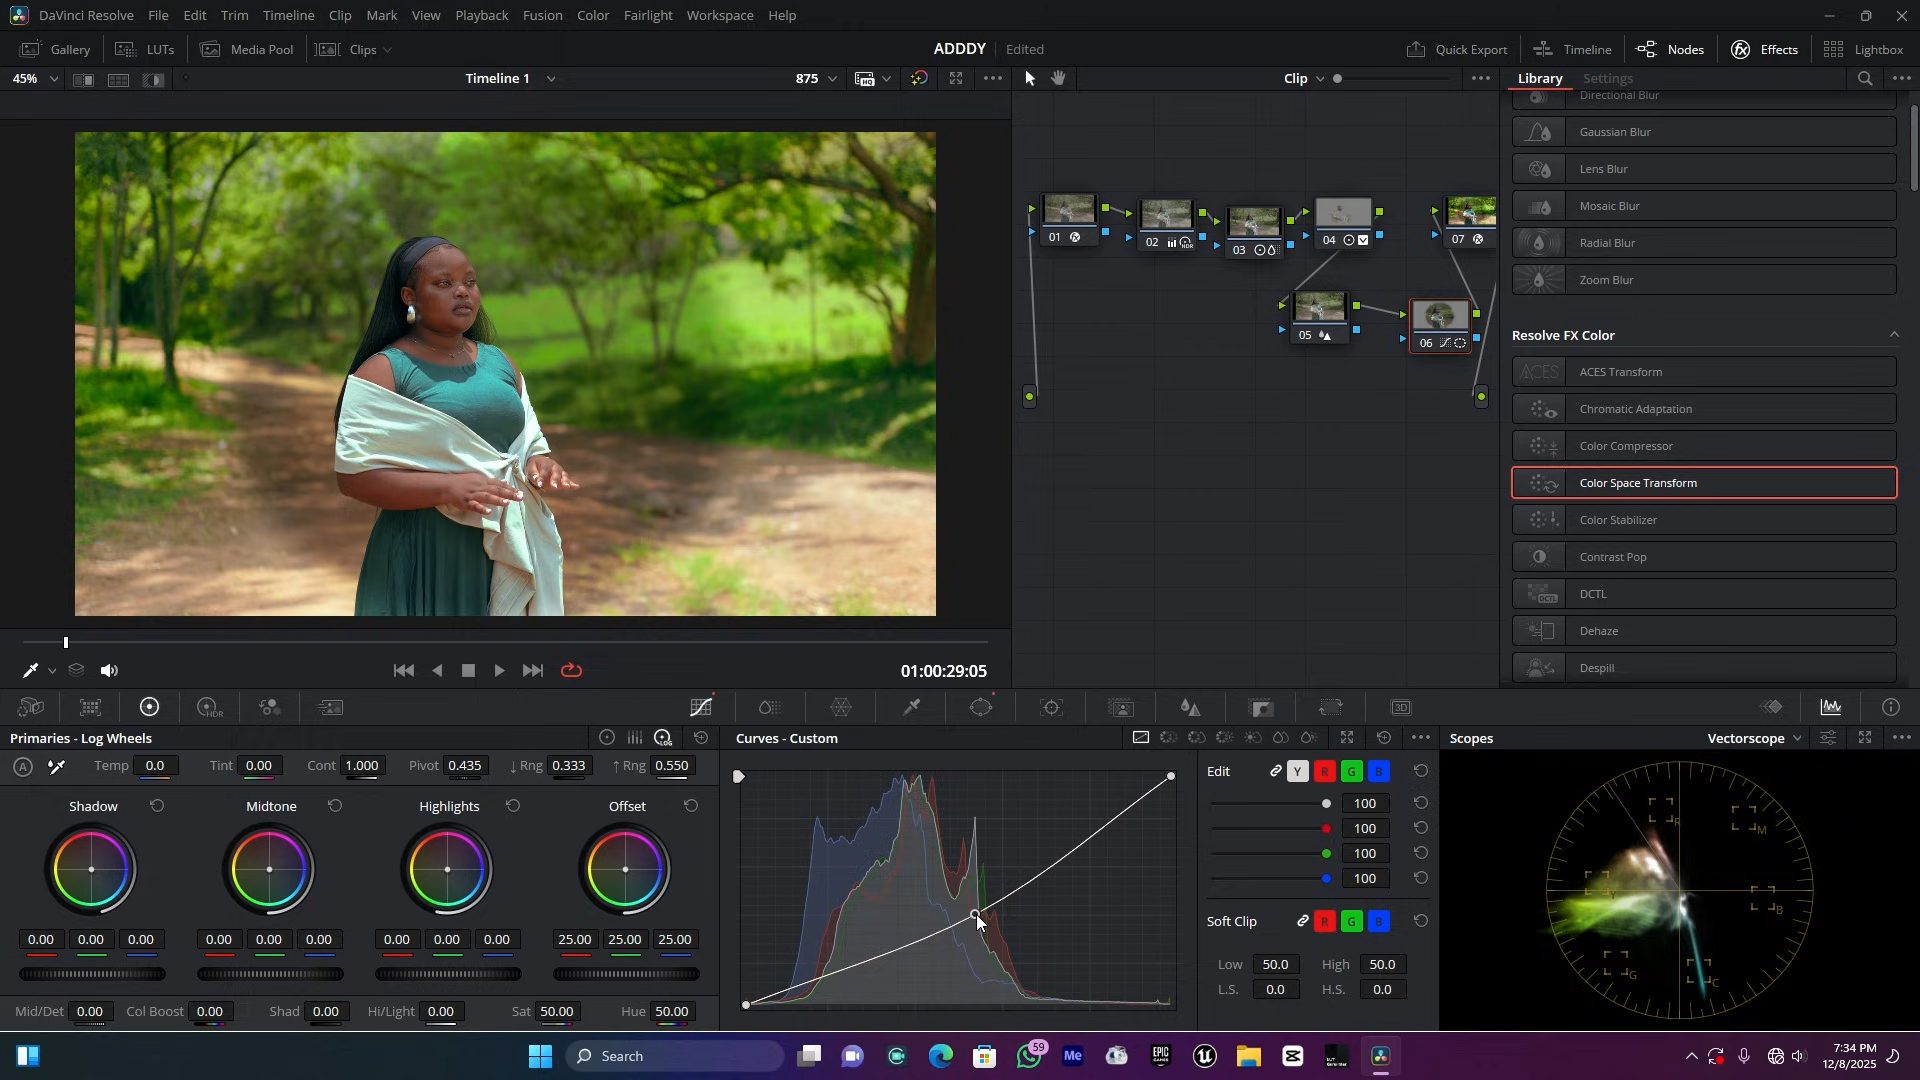 DaVinci Resolve File Edit Trim Timeline Clip Mark View Playback Fusion Color Fairlight Workspace Help
Gallery LUTs Media Pool Clips ADDDY Edited Quick Export Timeline Nodes Effects Lightbox
45% Timeline 1 875 Clip Library Settings
Directional Blur
Gaussian Blur
Lens Blur
Mosaic Blur
Radial Blur
Zoom Blur
01 02 HDR 03 04 07
05 06
Resolve FX Color
ACES ACES Transform
Chromatic Adaptation
Color Compressor
Color Space Transform
Color Stabilizer
Contrast Pop
DCTL DCTL
Dehaze
Despill
01:00:29:05
HDR 3D
Primaries - Log Wheels LOG Curves - Custom Scopes Vectorscope
A Temp 0.0 Tint 0.00 Cont 1.000 Pivot 0.435 ↓ Rng 0.333 ↑ Rng 0.550
Edit Y R G B
Shadow Midtone Highlights Offset
100
100
100
100
R M
Y B
G C
Soft Clip R G B
0.00 0.00 0.00 0.00 0.00 0.00 0.00 0.00 0.00 25.00 25.00 25.00
Low 50.0 High 50.0
L.S. 0.0 H.S. 0.0
Mid/Det 0.00 Col Boost 0.00 Shad 0.00 Hi/Light 0.00 Sat 50.00 Hue 50.00
Search 59 Me EPIC GAMES
7:34 PM
12/8/2025